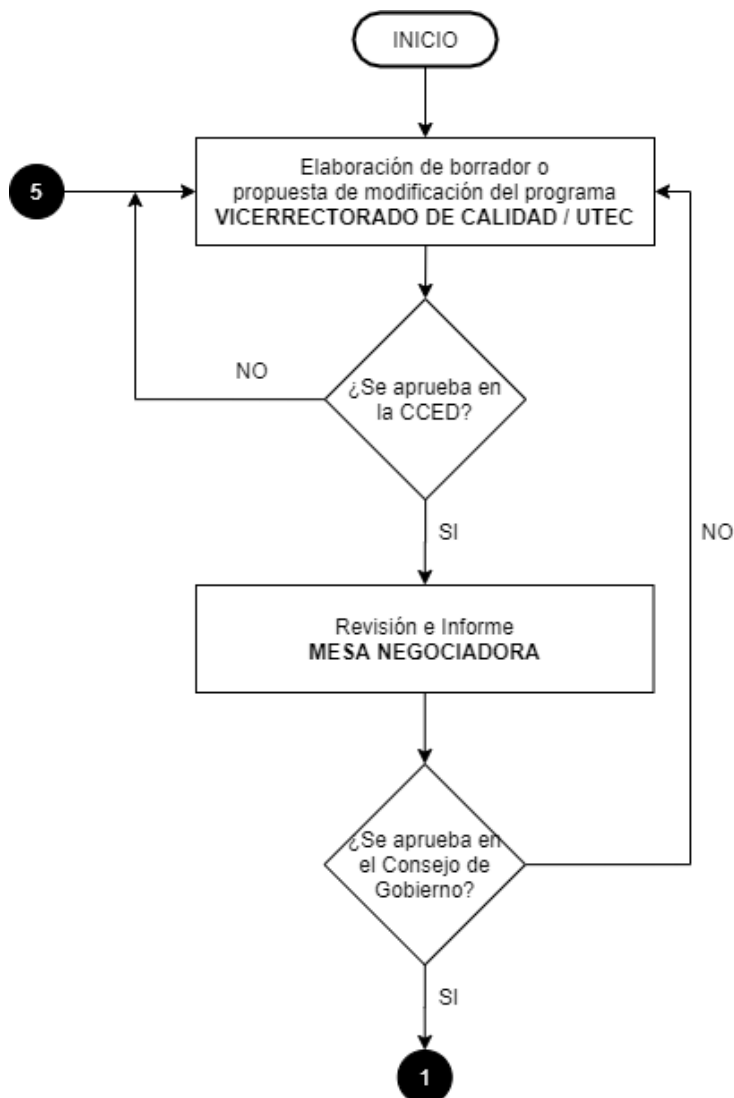 INICIO
5
Elaboración de borrador o
propuesta de modificación del programa
VICERRECTORADO DE CALIDAD / UTEC
NO
¿Se aprueba en
la CCED?
SI
NO
Revisión e Informe
MESA NEGOCIADORA
¿Se aprueba en
el Consejo de
Gobierno?
SI
1